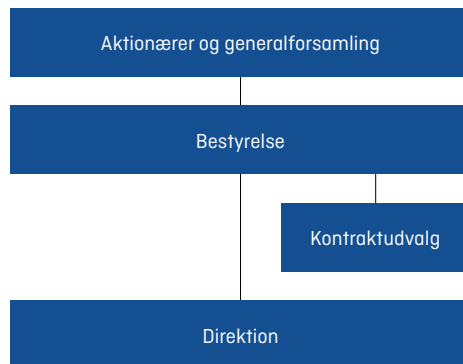 Aktionærer og generalforsamling
Bestyrelse
Kontraktudvalg
Direktion